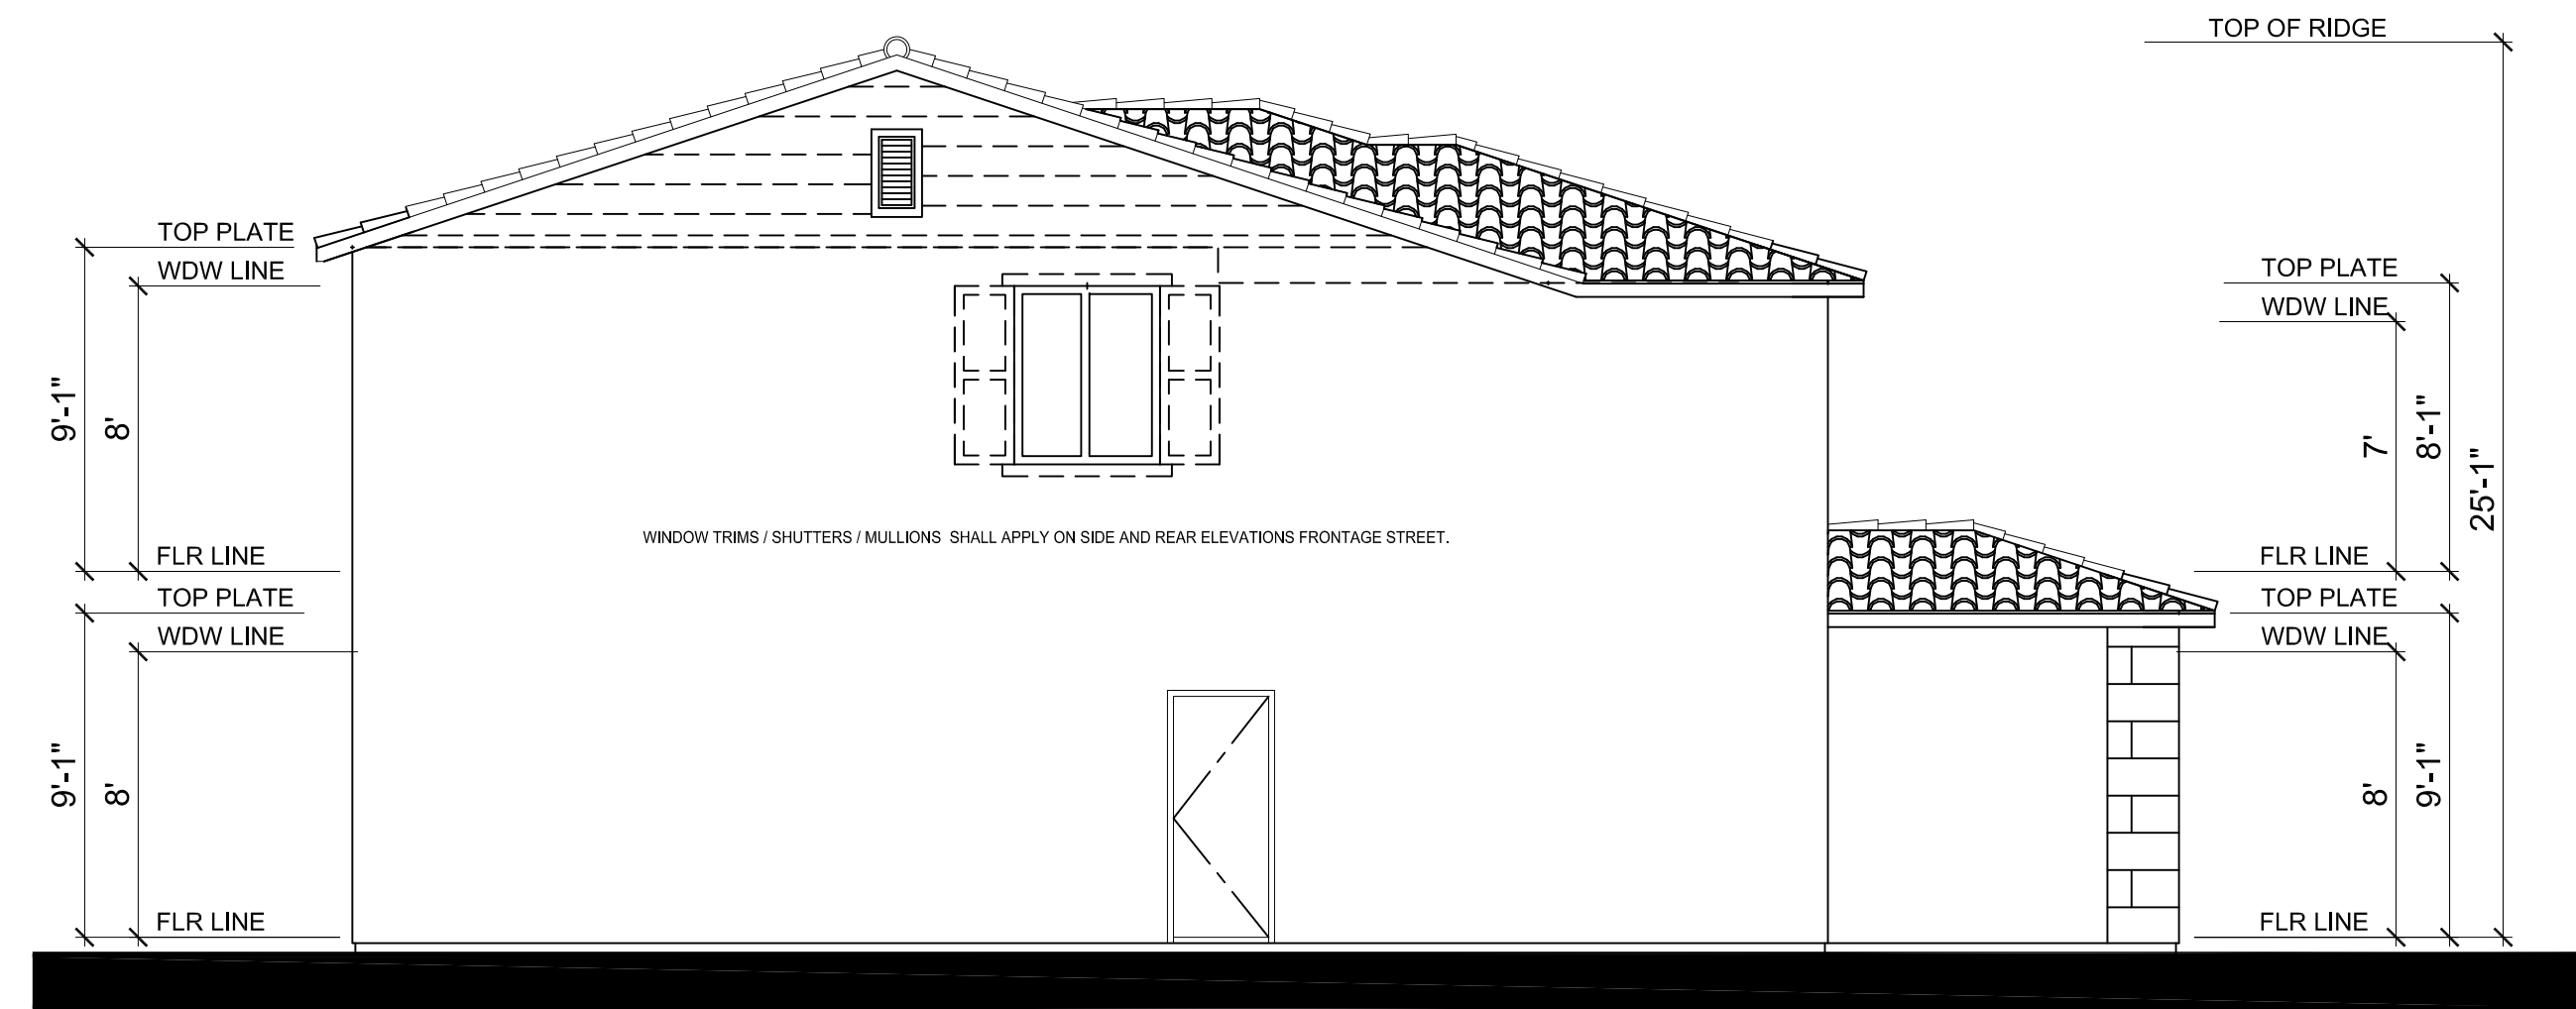 TOP OF RIDGE
TOP PLATE
WDW LINE
9'-1"
8'
FLR LINE
TOP PLATE
WDW LINE
9'-1"
8'
FLR LINE
WINDOW TRIMS / SHUTTERS / MULLIONS SHALL APPLY ON SIDE AND REAR ELEVATIONS FRONTAGE STREET.
TOP PLATE
WDW LINE
7'
8'-1"
25'-1"
FLR LINE
TOP PLATE
WDW LINE
8'
9'-1"
FLR LINE